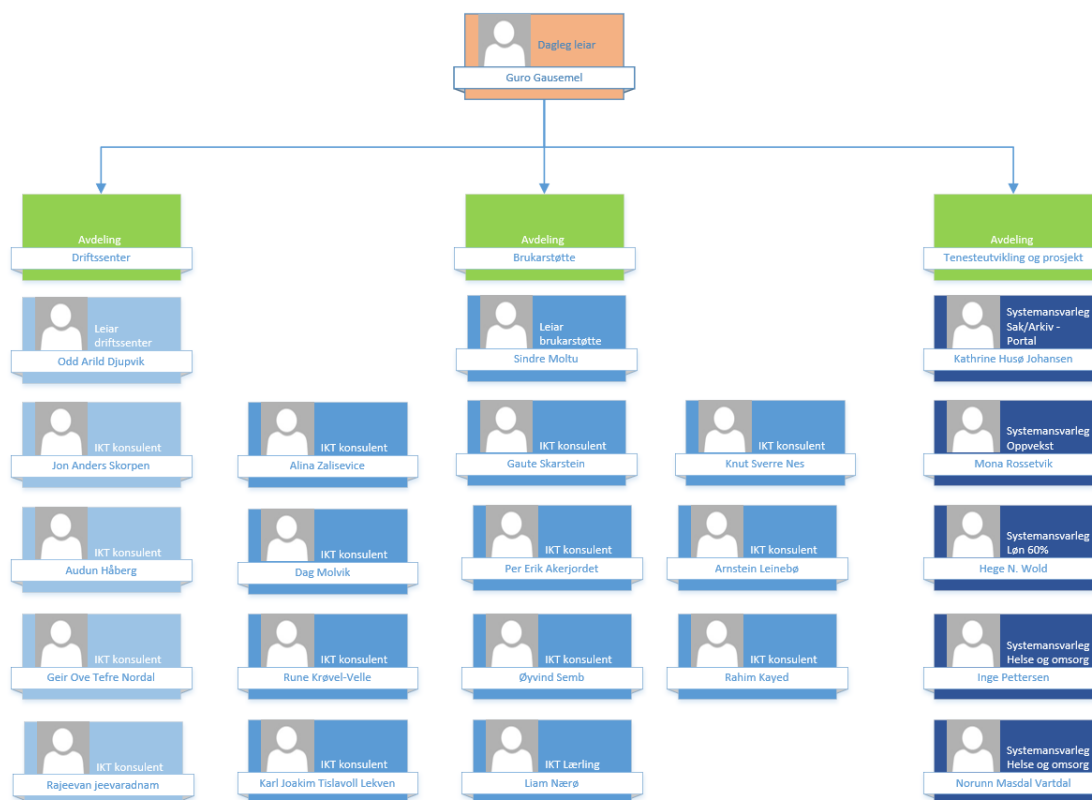 Dagleg leiar
Guro Gausemel
Avdeling
Driftssenter
Avdeling
Brukarstøtte
Avdeling
Tenesteutvikling og prosjekt
Leiar
driftssenter
Odd Arild Djupvik
Leiar
brukarstøtte
Sindre Moltu
Systemansvarleg
Sak/Arkiv -
Portal
Kathrine Husø Johansen
IKT konsulent
Jon Anders Skorpen
IKT konsulent
Alina Zalisevice
IKT konsulent
Gaute Skarstein
IKT konsulent
Knut Sverre Nes
Systemansvarleg
Oppvekst
Mona Rossetvik
IKT konsulent
Audun Håberg
IKT konsulent
Dag Molvik
IKT konsulent
Per Erik Akerjordet
IKT konsulent
Arnstein Leinebø
Systemansvarleg
Løn 60%
Hege N. Wold
IKT konsulent
Geir Ove Tefre Nordal
IKT konsulent
Rune Krøvel-Velle
IKT konsulent
Øyvind Semb
IKT konsulent
Rahim Kayed
Systemansvarleg
Helse og omsorg
Inge Pettersen
IKT konsulent
Rajeevan jeevaradnam
IKT konsulent
Karl Joakim Tislavoll Lekven
IKT Lærling
Liam Nærø
Systemansvarleg
Helse og omsorg
Norunn Masdal Vartdal